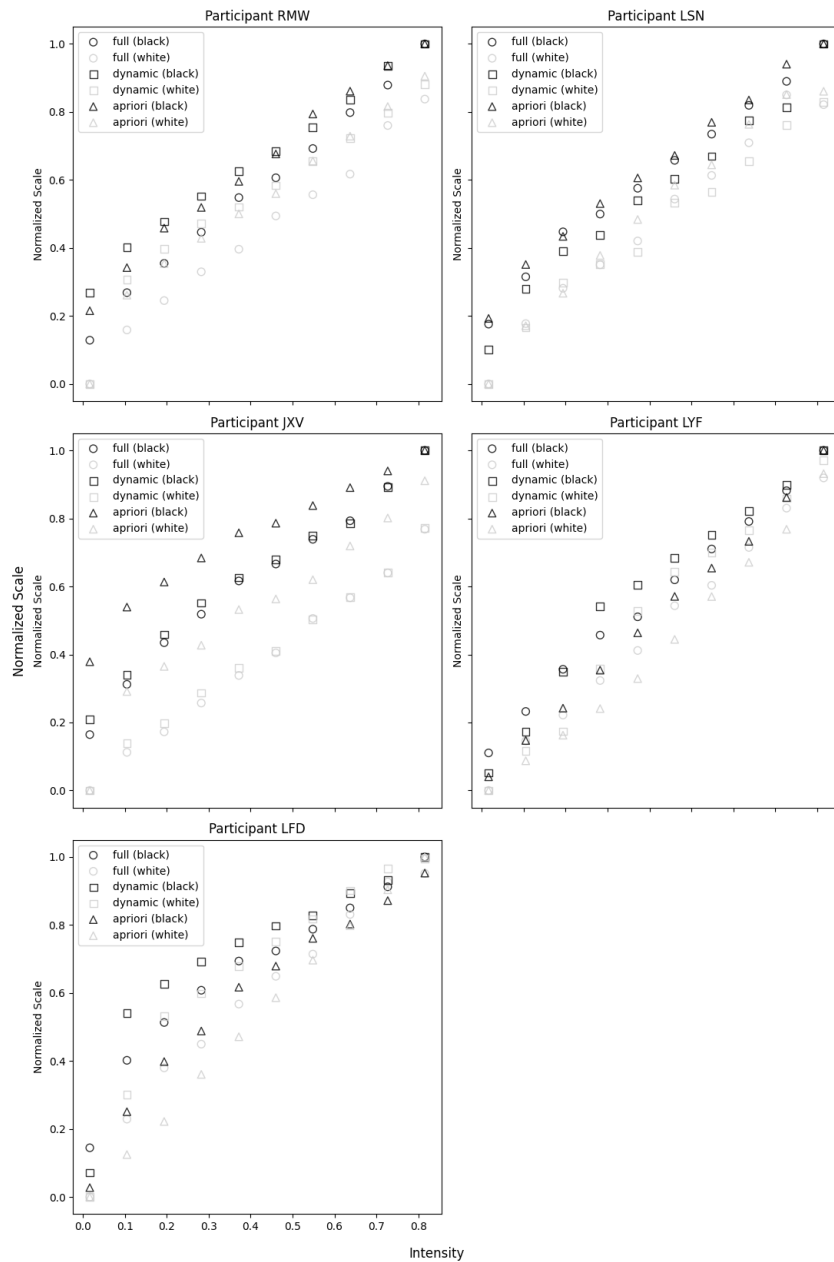 Participant RMW
1.0
0.8
0.6
0.4
0.2
0.0
Normalized Scale
full (black)
full (white)
dynamic (black)
dynamic (white)
apriori (black)
apriori (white)
Participant LSN
Normalized Scale
full (black)
full (white)
dynamic (black)
dynamic (white)
apriori (black)
apriori (white)
Participant JXV
1.0
0.8
0.6
0.4
0.2
0.0
Normalized Scale
Normalized Scale
full (black)
full (white)
dynamic (black)
dynamic (white)
apriori (black)
apriori (white)
Participant LYF
Normalized Scale
full (black)
full (white)
dynamic (black)
dynamic (white)
apriori (black)
apriori (white)
Participant LFD
1.0
0.8
0.6
0.4
0.2
0.0
Normalized Scale
full (black)
full (white)
dynamic (black)
dynamic (white)
apriori (black)
apriori (white)
0.0 0.1 0.2 0.3 0.4 0.5 0.6 0.7 0.8
Intensity